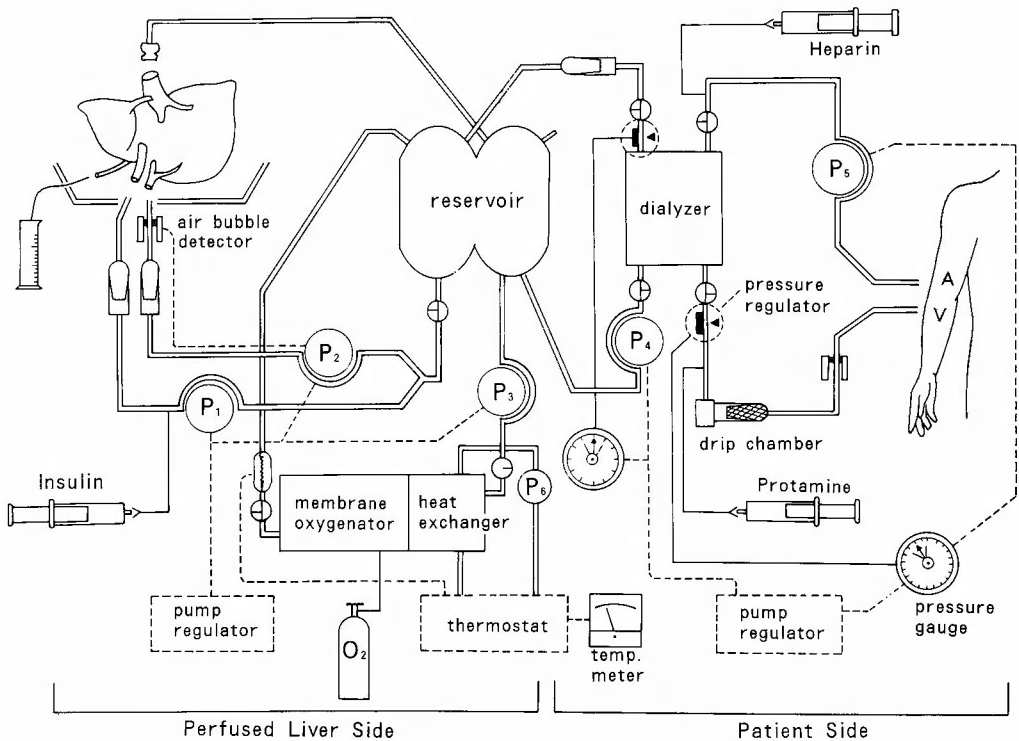 Heparin
reservoir
dialyzer
P5
air bubble
detector
A
V
pressure
regulator
P2
P4
P1
P3
drip chamber
Insulin
P6
membrane
oxygenator
heat
exchanger
Protamine
pump
regulator
thermostat
pump
regulator
pressure
gauge
O2
temp.
meter
Perfused Liver Side
Patient Side